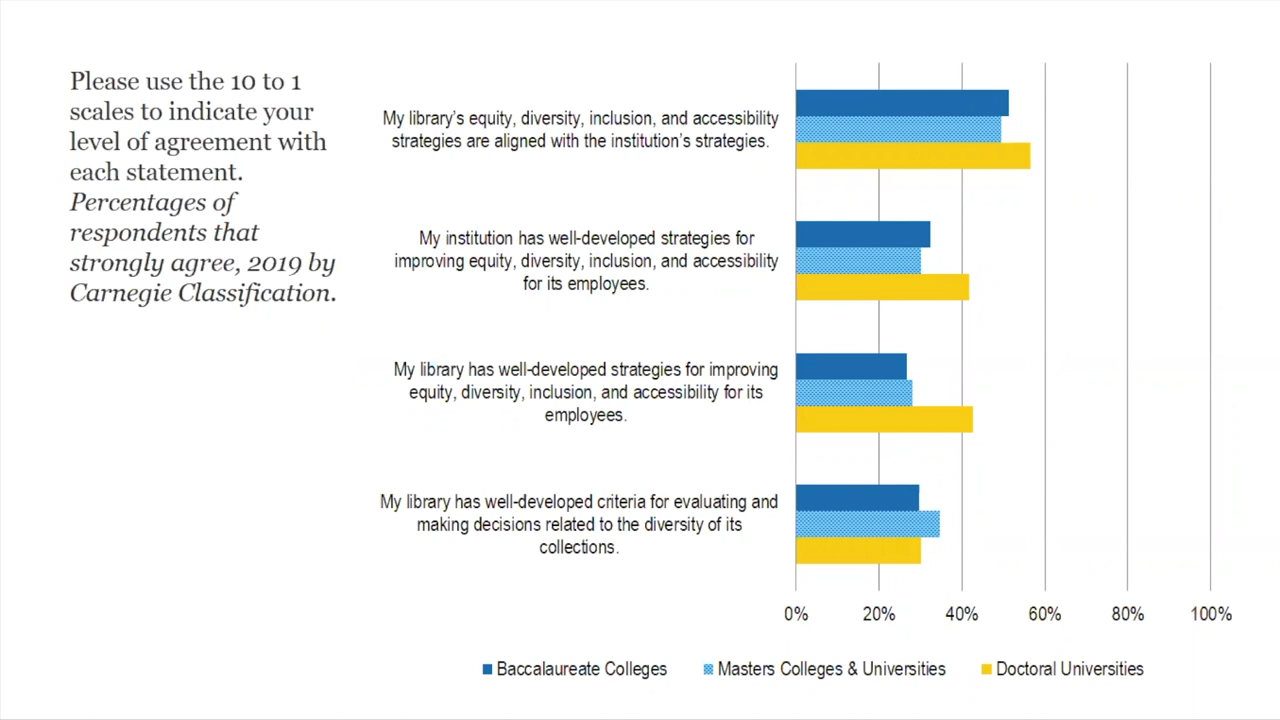 Please use the 10 to 1
scales to indicate your
level of agreement with
each statement.
Percentages of
respondents that
strongly agree, 2019 by
Carnegie Classification.
My library's equity, diversity, inclusion, and accessibility
strategies are aligned with the institution's strategies.
My institution has well-developed strategies for
improving equity, diversity, inclusion, and accessibility
for its employees.
My library has well-developed strategies for improving
equity, diversity, inclusion, and accessibility for its
employees.
My library has well-developed criteria for evaluating and
making decisions related to the diversity of its
collections.
0% 20% 40% 60% 80% 100%
Baccalaureate Colleges Masters Colleges & Universities Doctoral Universities